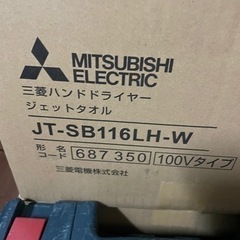 MITSUBISHI
ELECTRIC
三菱ハンドドライヤー
ジェットタオル
JT-SB116LH-W
形名コード 687 350 100Vタイプ
三菱電機株式会社